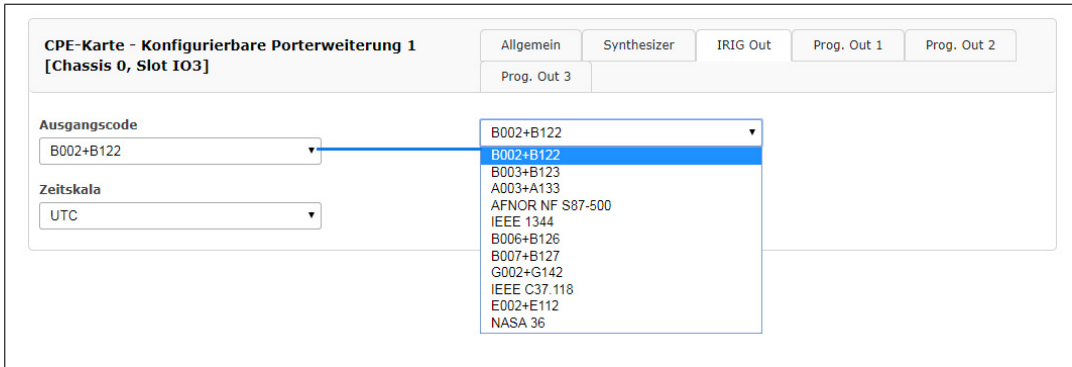 CPE-Karte - Konfigurierbare Porterweiterung 1
[Chassis 0, Slot IO3]
Allgemein
Synthesizer
IRIG Out
Prog. Out 1
Prog. Out 2
Prog. Out 3
Ausgangscode
B002+B122
Zeitskala
UTC
B002+B122
B002+B122
B003+B123
A003+A133
AFNOR NF S87-500
IEEE 1344
B006+B126
B007+B127
G002+G142
IEEE C37.118
E002+E112
NASA 36